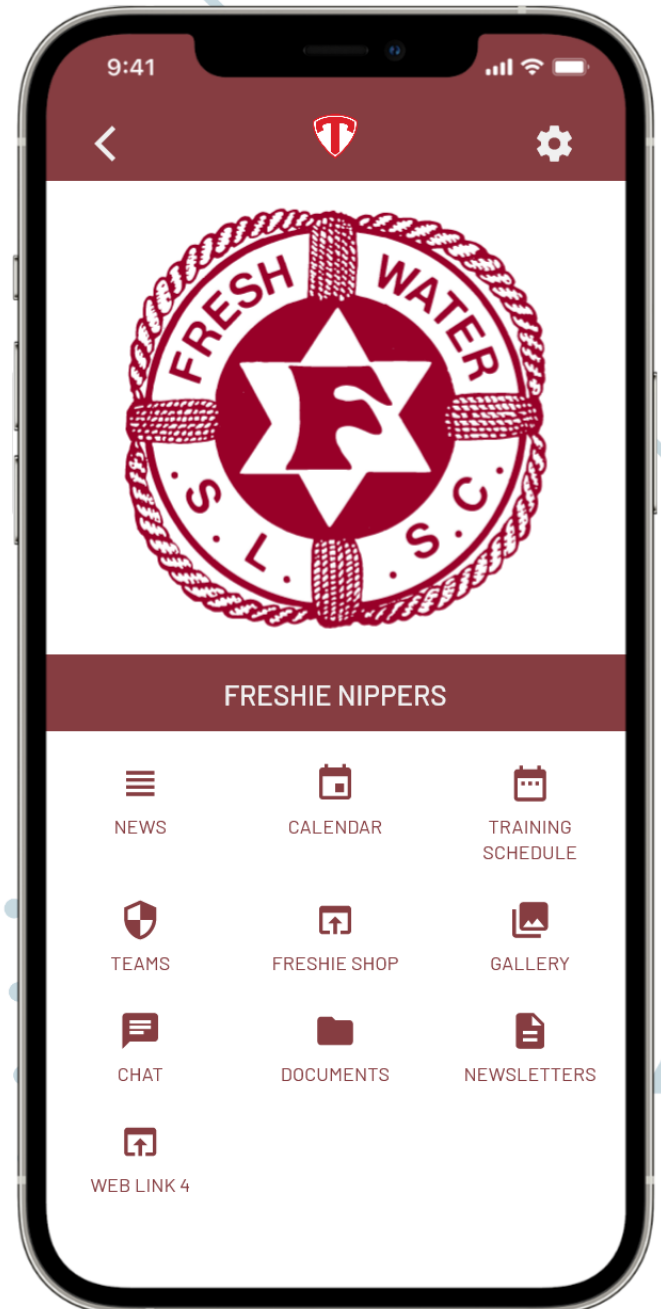 9:41
FRESH WATER
F
. S. L. . S. C.
FRESHIE NIPPERS
NEWS
CALENDAR
TRAINING
SCHEDULE
TEAMS
FRESHIE SHOP
GALLERY
CHAT
DOCUMENTS
NEWSLETTERS
WEB LINK 4